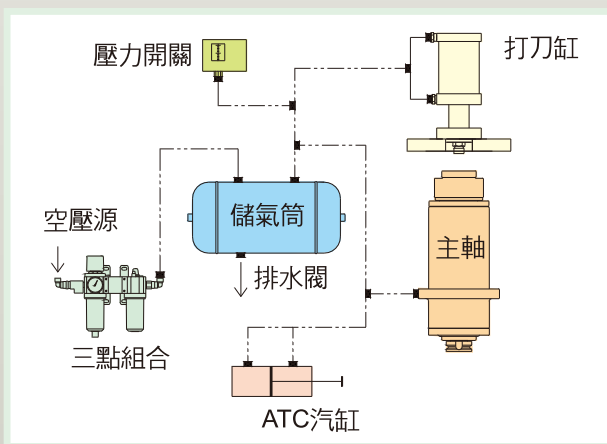 壓力開關
打刀缸
空壓源
儲氣筒
主軸
排水閥
三點組合
ATC汽缸